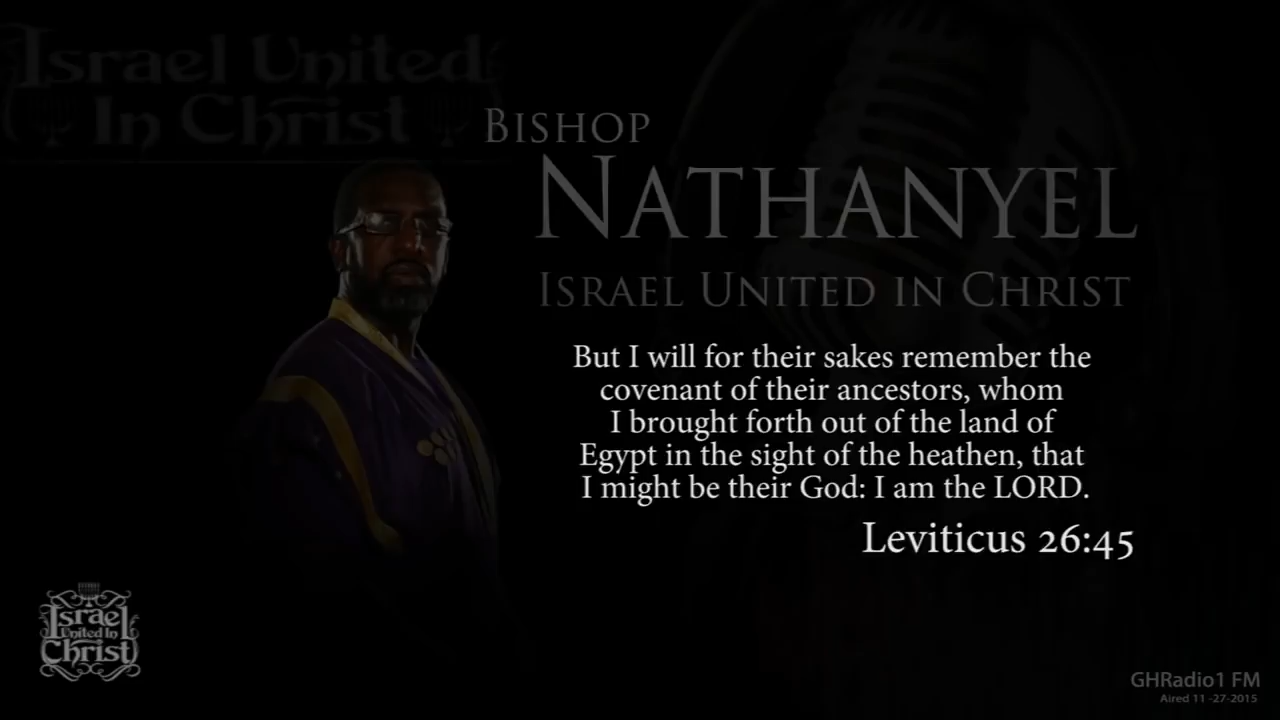 Israel United
In Christ
BISHOP
NATHANYEL
ISRAEL UNITED IN CHRIST
But I will for their sakes remember the
covenant of their ancestors, whom
I brought forth out of the land of
Egypt in the sight of the heathen, that
I might be their God: I am the LORD.
Leviticus 26:45
Israel
United In
Christ
GHRadio1 FM
Aired 11 -27-2015